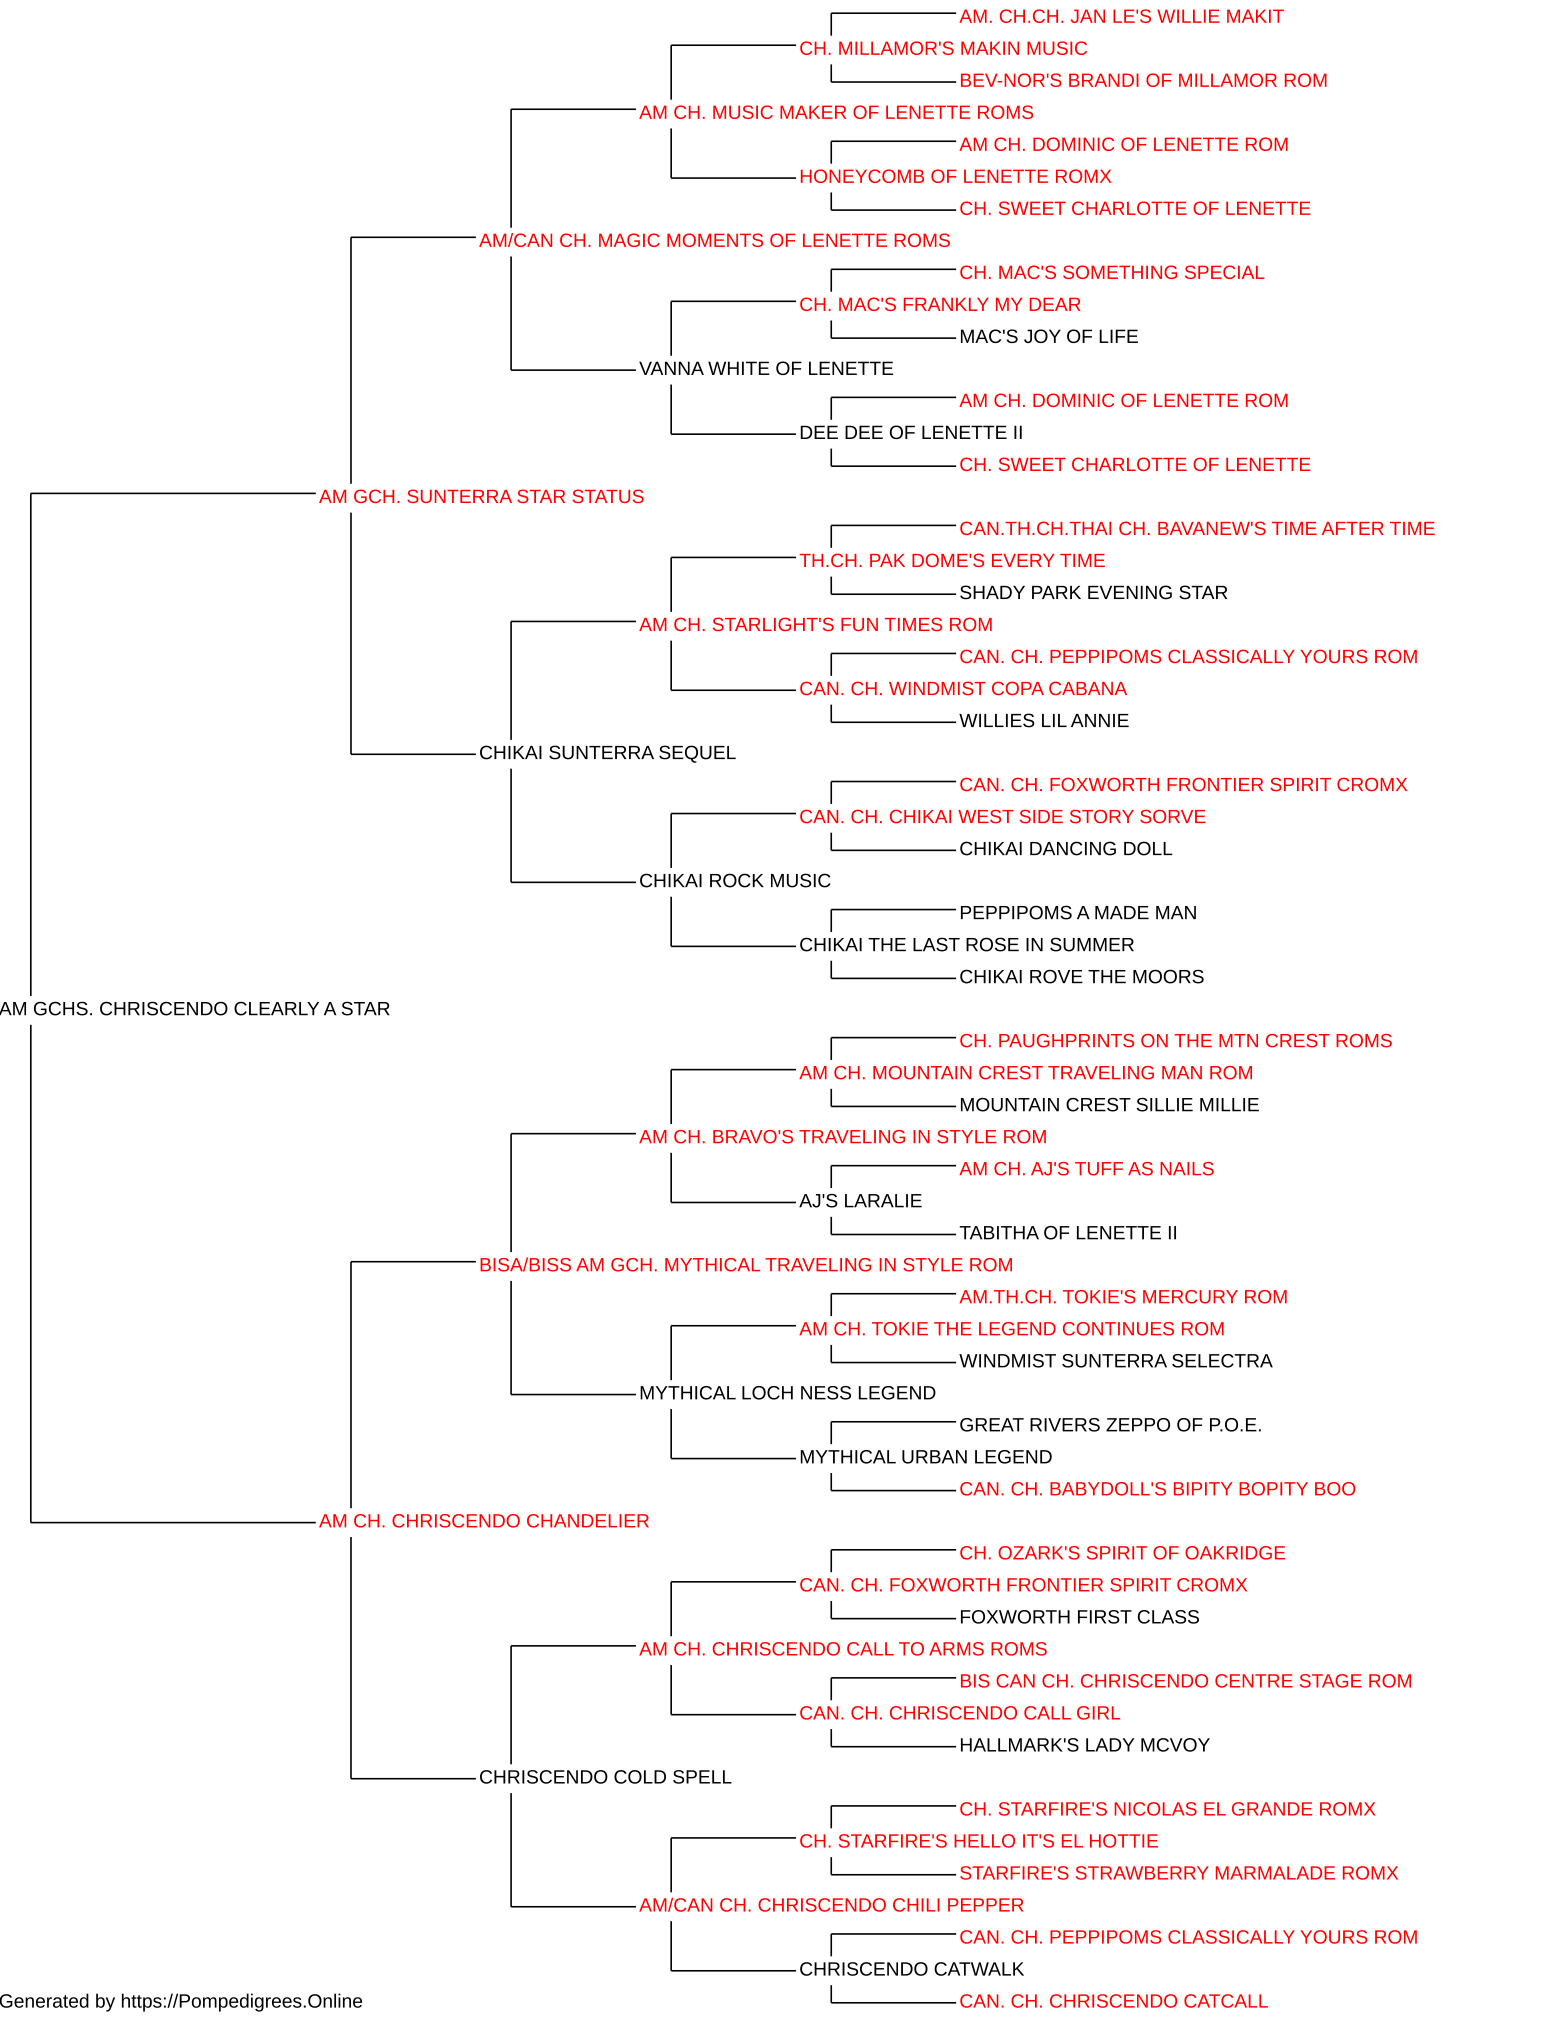 AM. CH.CH. JAN LE'S WILLIE MAKIT
CH. MILLAMOR'S MAKIN MUSIC
BEV-NOR'S BRANDI OF MILLAMOR ROM
AM CH. MUSIC MAKER OF LENETTE ROMS
AM CH. DOMINIC OF LENETTE ROM
HONEYCOMB OF LENETTE ROMX
CH. SWEET CHARLOTTE OF LENETTE
AM/CAN CH. MAGIC MOMENTS OF LENETTE ROMS
CH. MAC'S SOMETHING SPECIAL
CH. MAC'S FRANKLY MY DEAR
MAC'S JOY OF LIFE
VANNA WHITE OF LENETTE
AM CH. DOMINIC OF LENETTE ROM
DEE DEE OF LENETTE II
CH. SWEET CHARLOTTE OF LENETTE
AM GCH. SUNTERRA STAR STATUS
CAN.TH.CH.THAI CH. BAVANEW'S TIME AFTER TIME
TH.CH. PAK DOME'S EVERY TIME
SHADY PARK EVENING STAR
AM CH. STARLIGHT'S FUN TIMES ROM
CAN. CH. PEPPIPOMS CLASSICALLY YOURS ROM
CAN. CH. WINDMIST COPA CABANA
WILLIES LIL ANNIE
CHIKAI SUNTERRA SEQUEL
CAN. CH. FOXWORTH FRONTIER SPIRIT CROMX
CAN. CH. CHIKAI WEST SIDE STORY SORVE
CHIKAI DANCING DOLL
CHIKAI ROCK MUSIC
PEPPIPOMS A MADE MAN
CHIKAI THE LAST ROSE IN SUMMER
CHIKAI ROVE THE MOORS
AM GCHS. CHRISCENDO CLEARLY A STAR
CH. PAUGHPRINTS ON THE MTN CREST ROMS
AM CH. MOUNTAIN CREST TRAVELING MAN ROM
MOUNTAIN CREST SILLIE MILLIE
AM CH. BRAVO'S TRAVELING IN STYLE ROM
AM CH. AJ'S TUFF AS NAILS
AJ'S LARALIE
TABITHA OF LENETTE II
BISA/BISS AM GCH. MYTHICAL TRAVELING IN STYLE ROM
AM.TH.CH. TOKIE'S MERCURY ROM
AM CH. TOKIE THE LEGEND CONTINUES ROM
WINDMIST SUNTERRA SELECTRA
MYTHICAL LOCH NESS LEGEND
GREAT RIVERS ZEPPO OF P.O.E.
MYTHICAL URBAN LEGEND
CAN. CH. BABYDOLL'S BIPITY BOPITY BOO
AM CH. CHRISCENDO CHANDELIER
CH. OZARK'S SPIRIT OF OAKRIDGE
CAN. CH. FOXWORTH FRONTIER SPIRIT CROMX
FOXWORTH FIRST CLASS
AM CH. CHRISCENDO CALL TO ARMS ROMS
BIS CAN CH. CHRISCENDO CENTRE STAGE ROM
CAN. CH. CHRISCENDO CALL GIRL
HALLMARK'S LADY MCVOY
CHRISCENDO COLD SPELL
CH. STARFIRE'S NICOLAS EL GRANDE ROMX
CH. STARFIRE'S HELLO IT'S EL HOTTIE
STARFIRE'S STRAWBERRY MARMALADE ROMX
AM/CAN CH. CHRISCENDO CHILI PEPPER
CAN. CH. PEPPIPOMS CLASSICALLY YOURS ROM
CHRISCENDO CATWALK
CAN. CH. CHRISCENDO CATCALL
Generated by https://Pompedigrees.Online